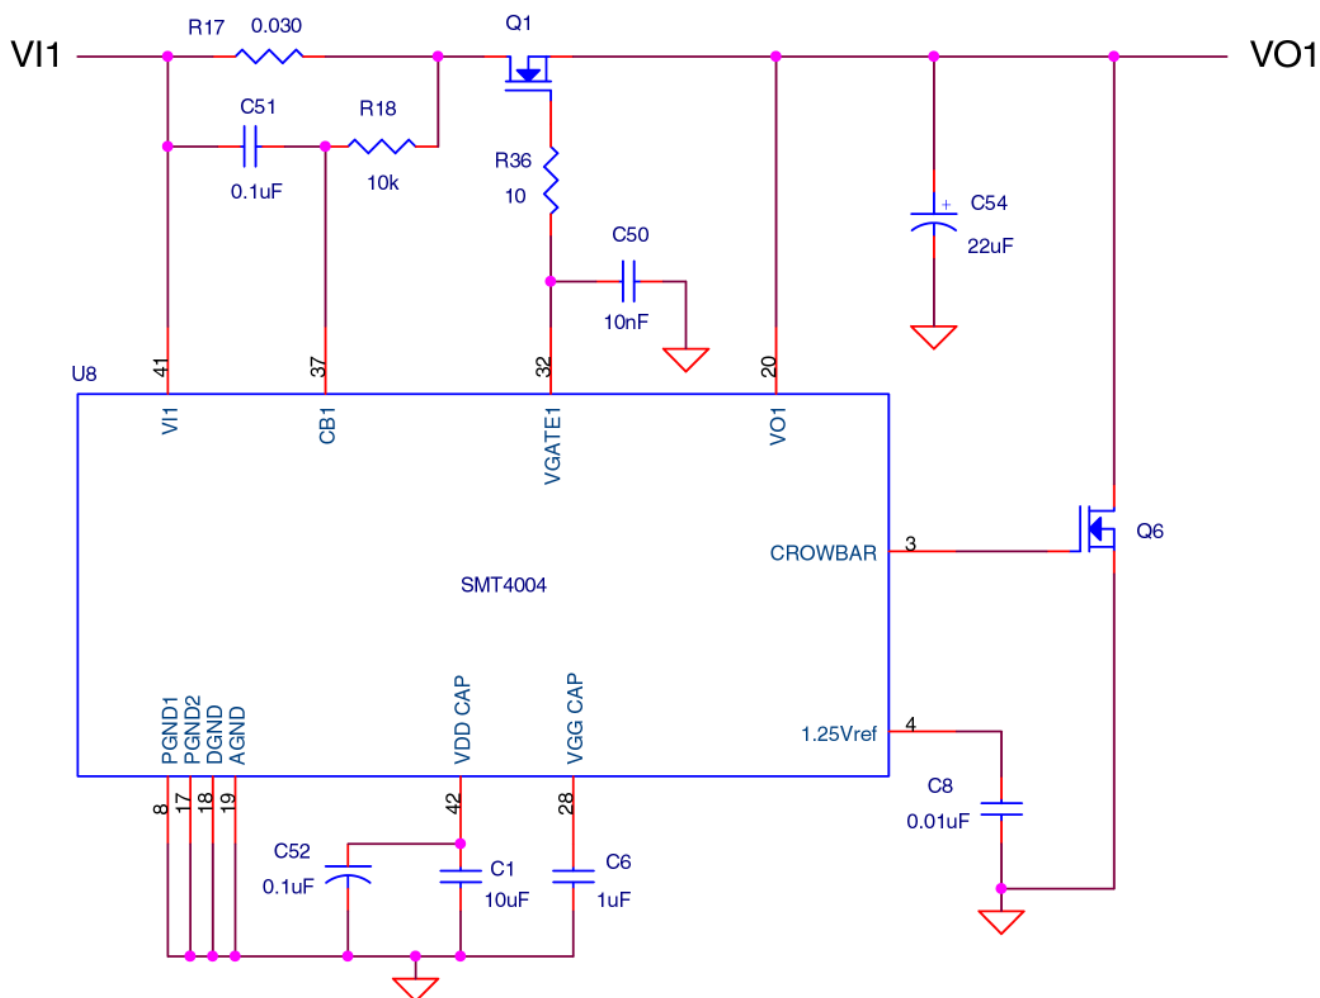 R17 0.030 Q1
VI1 VO1
C51 R18
R36
10
0.1uF 10k
C54
22uF
C50
10nF
U8 41 37 32 20
VI1 CB1 VGATE1 VO1
CROWBAR 3 Q6
SMT4004
PGND1 PGND2 DGND AGND VDD CAP VGG CAP
1.25Vref 4
8 17 18 19 42 28
C8
0.01uF
C52 C1 C6
0.1uF 10uF 1uF
+